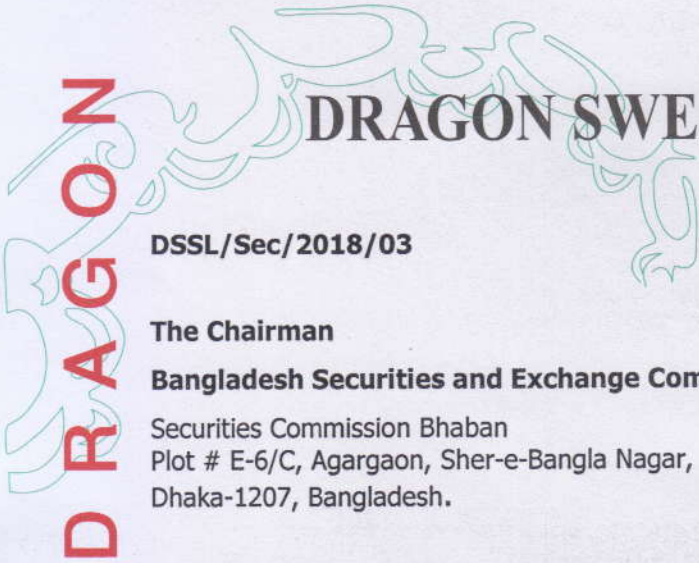 DRAGON
DRAGON SWE
DSSL/Sec/2018/03
The Chairman
Bangladesh Securities and Exchange Com
Securities Commission Bhaban
Plot # E-6/C, Agargaon, Sher-e-Bangla Nagar,
Dhaka-1207, Bangladesh.